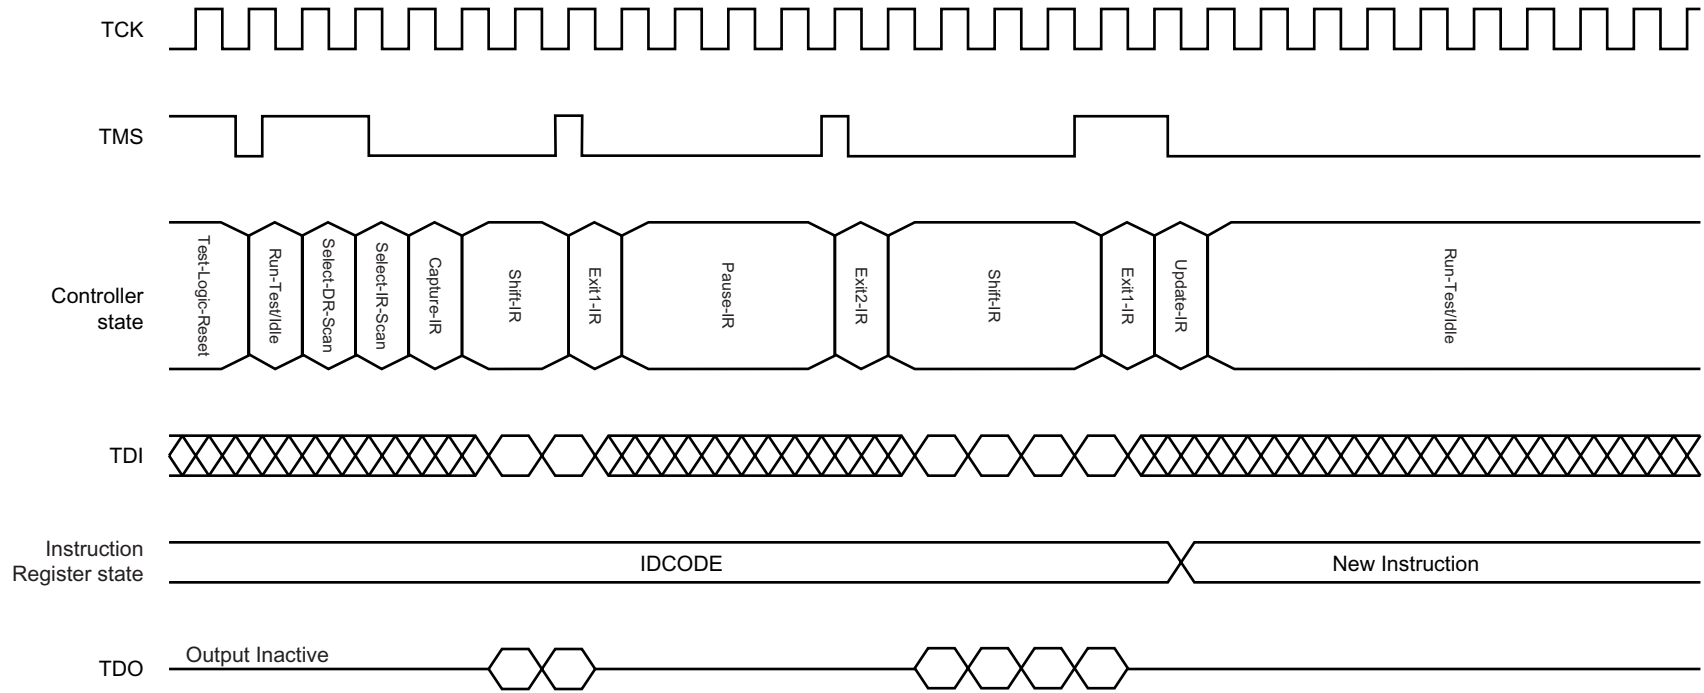 TCK
TMS
Controller
state
Test-Logic-Reset
Run-Test/Idle
Select-DR-Scan
Select-IR-Scan
Capture-IR
Shift-IR
Exit1-IR
Pause-IR
Exit2-IR
Shift-IR
Exit1-IR
Update-IR
Run-Test/Idle
TDI
Instruction
Register state
IDCODE
New Instruction
TDO
Output Inactive